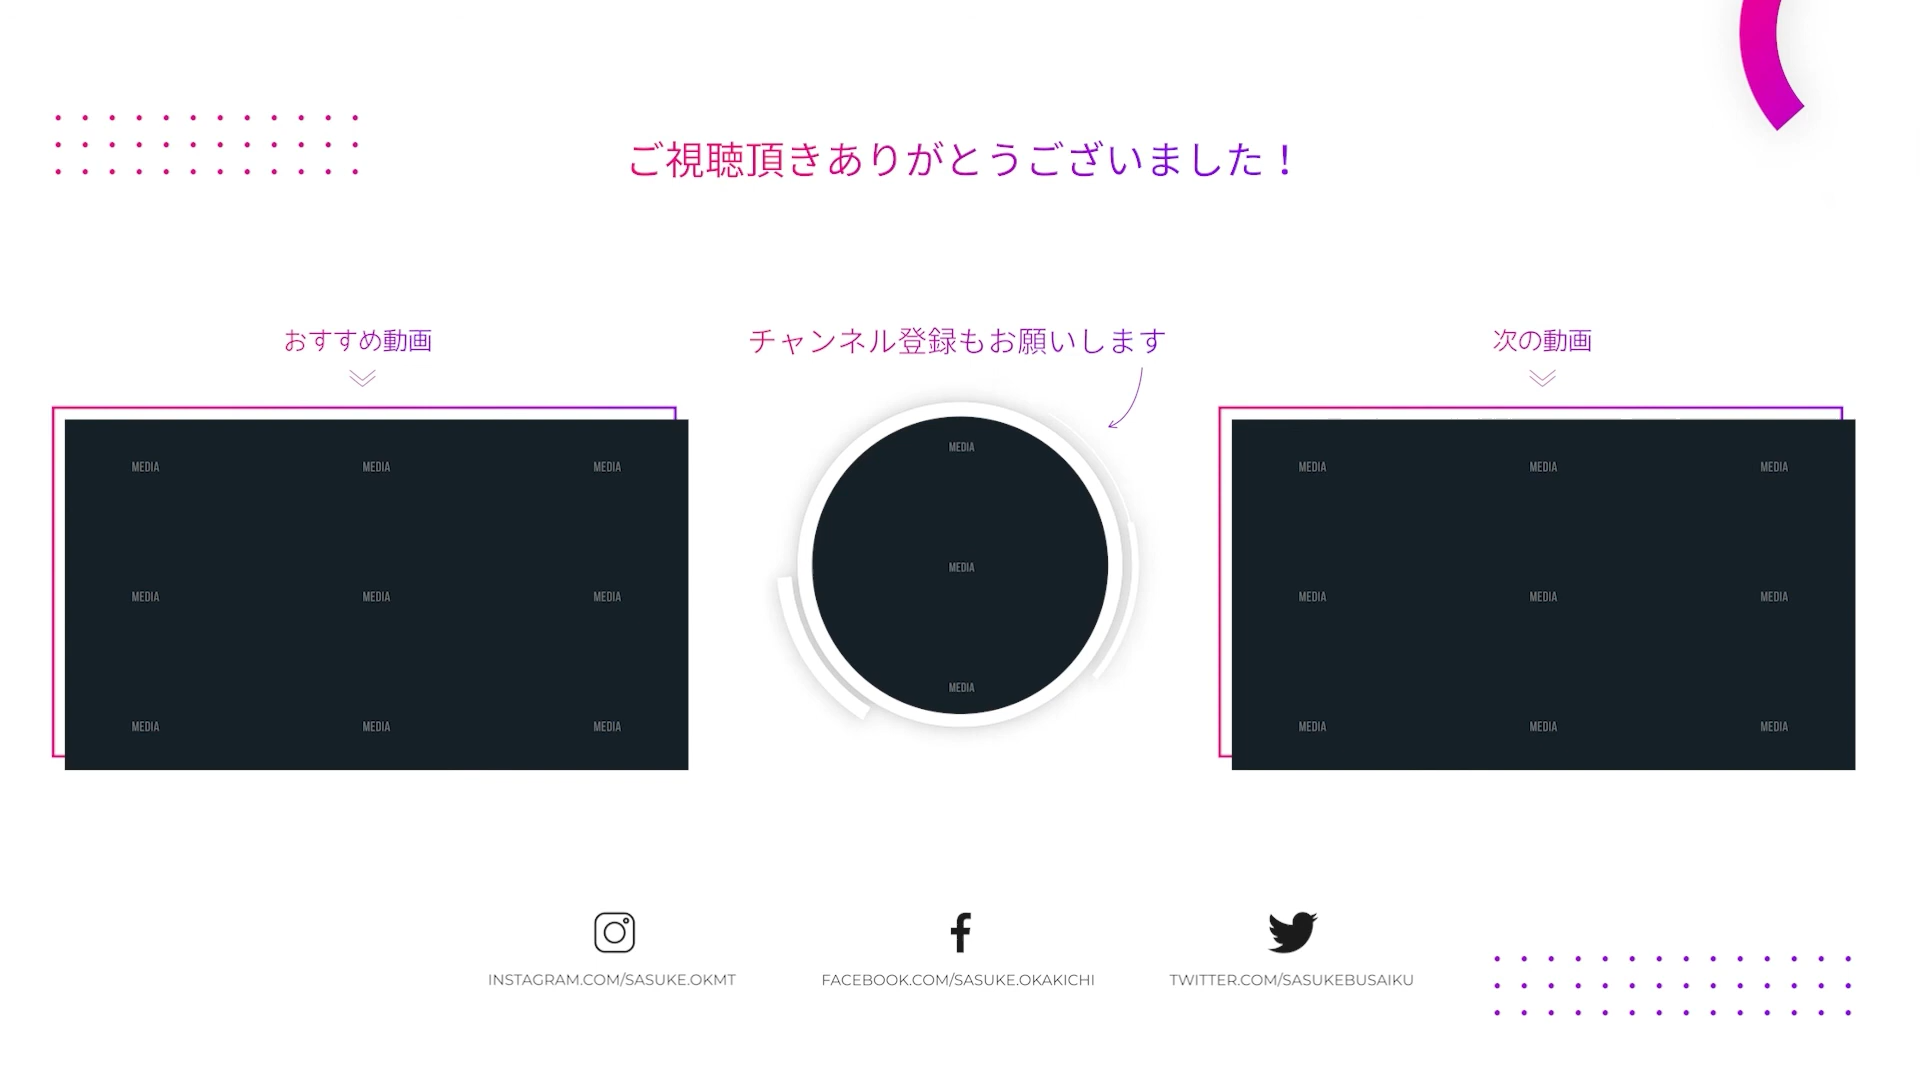 ご視聴頂きありがとうございました！
おすすめ動画
チャンネル登録もお願いします
次の動画
MEDIA MEDIA MEDIA
MEDIA MEDIA MEDIA
MEDIA MEDIA MEDIA
MEDIA
MEDIA
MEDIA
MEDIA MEDIA MEDIA
MEDIA MEDIA MEDIA
MEDIA MEDIA MEDIA
INSTAGRAM.COM/SASUKE.OKMT
FACEBOOK.COM/SASUKE.OKAKICHI
TWITTER.COM/SASUKEBUSAIKU